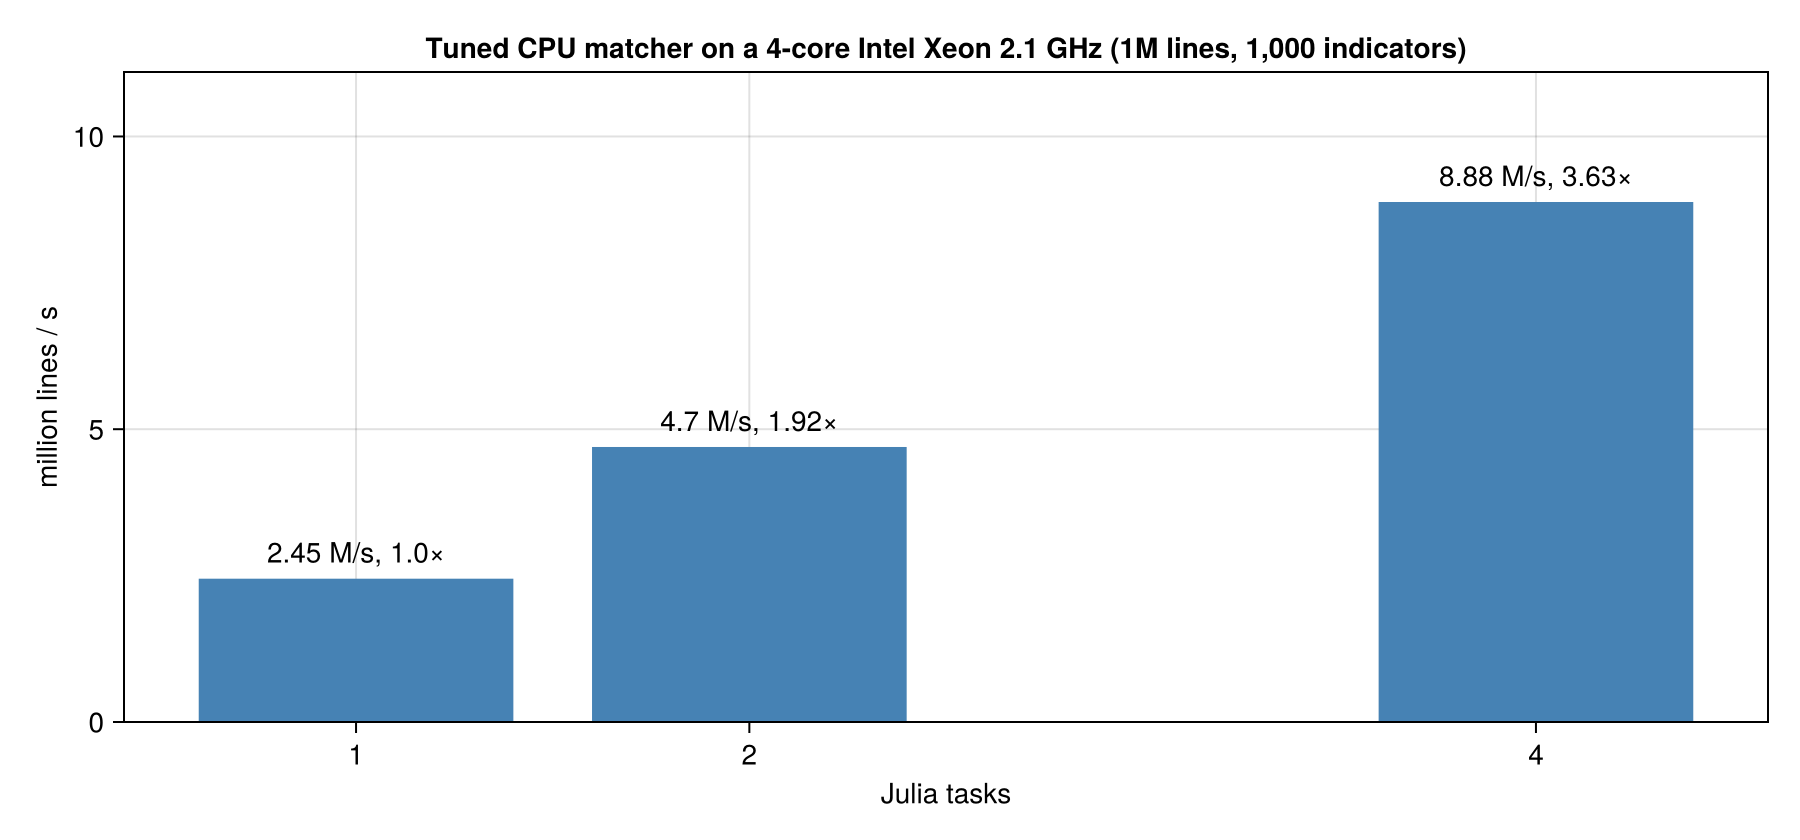 Tuned CPU matcher on a 4-core Intel Xeon 2.1 GHz (1M lines, 1,000 indicators)
10
8.88 M/s, 3.63×
million lines / s
5
4.7 M/s, 1.92×
2.45 M/s, 1.0×
0
1 2 4
Julia tasks